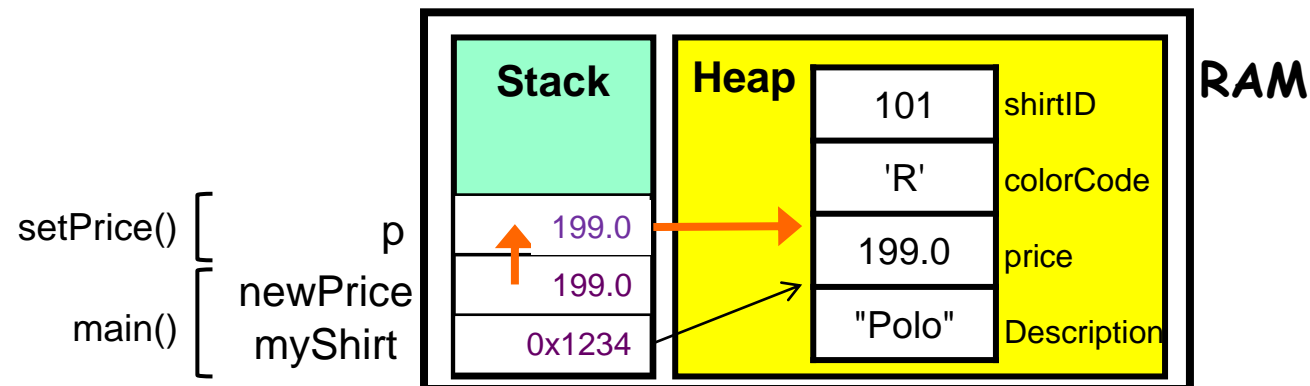 Stack
Heap
RAM
101 shirtID
'R' colorCode
setPrice() p 199.0
199.0 price
newPrice 199.0
main()
myShirt 0x1234
"Polo" Description